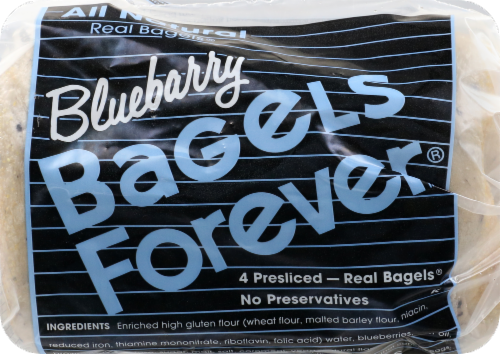 All Natural
Real Bagels
Bluebarry
BAGELS
Forever®
4 Presliced — Real Bagels®
No Preservatives
INGREDIENTS Enriched high gluten flour (wheat flour, malted barley flour, niacin,
reduced iron, thiamine mononitrate, riboflavin, folic acid) water, blueberries, oil,